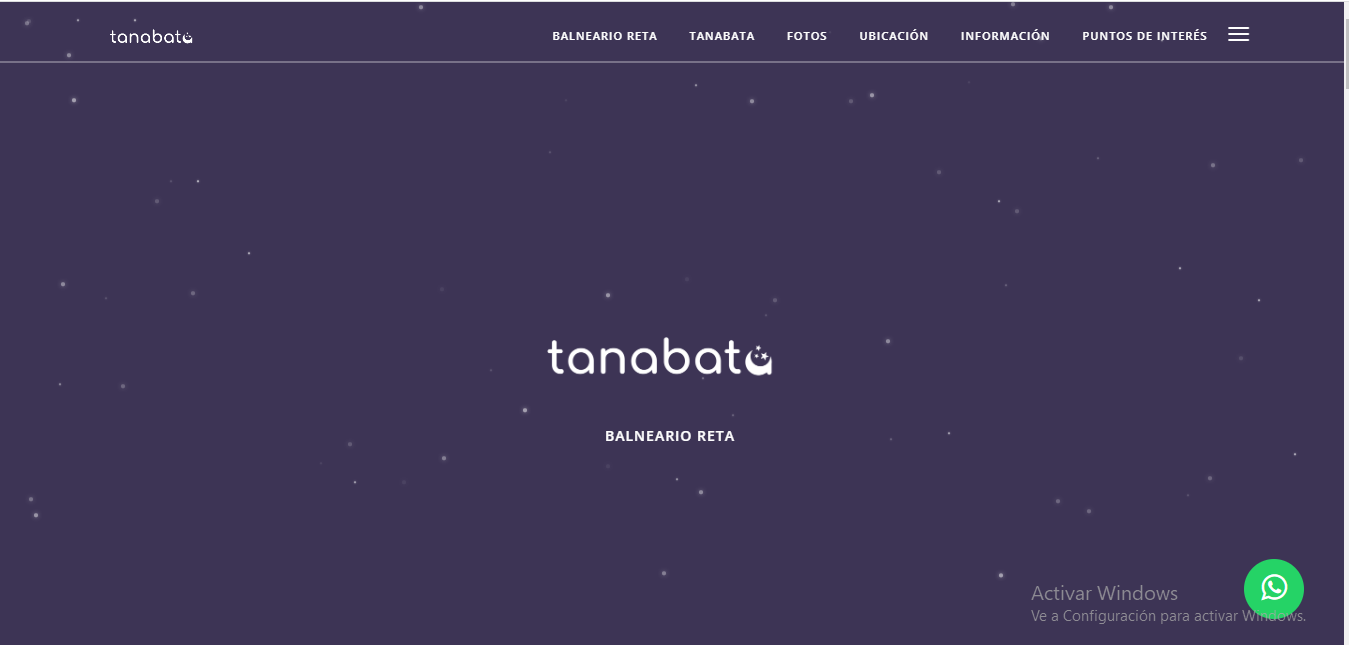 tanabata
BALNEARIO RETA TANABATA FOTOS UBICACIÓN INFORMACIÓN PUNTOS DE INTERÉS
tanabata
BALNEARIO RETA
Activar Windows
Ve a Configuración para activar Windows.